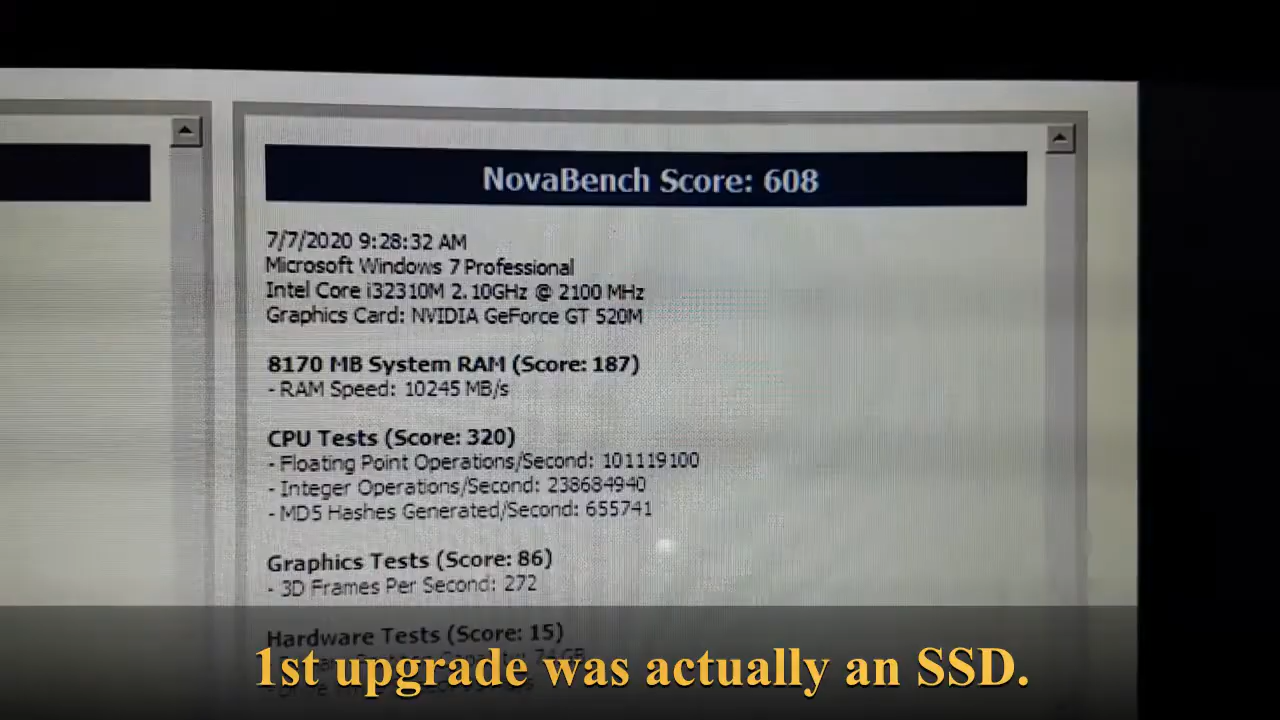 NovaBench Score: 608
7/7/2020 9:28:32 AM
Microsoft Windows 7 Professional
Intel Core i32310M 2.10GHz @ 2100 MHz
Graphics Card: NVIDIA GeForce GT 520M
8170 MB System RAM (Score: 187)
- RAM Speed: 10245 MB/s
CPU Tests (Score: 320)
- Floating Point Operations/Second: 101119100
- Integer Operations/Second: 238684940
- MD5 Hashes Generated/Second: 655741
Graphics Tests (Score: 86)
- 3D Frames Per Second: 272
Hardware Tests (Score: 15)
1st upgrade was actually an SSD.